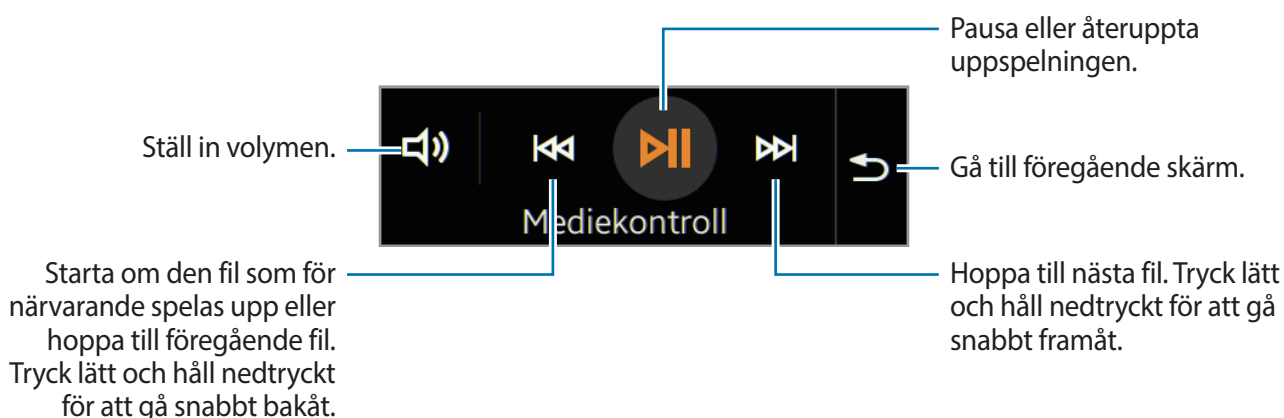 Pausa eller återuppta
uppspelningen.
Ställ in volymen.
Gå till föregående skärm.
Mediekontroll
Starta om den fil som för
närvarande spelas upp eller
hoppa till föregående fil.
Tryck lätt och håll nedtryckt
för att gå snabbt bakåt.
Hoppa till nästa fil. Tryck lätt
och håll nedtryckt för att gå
snabbt framåt.